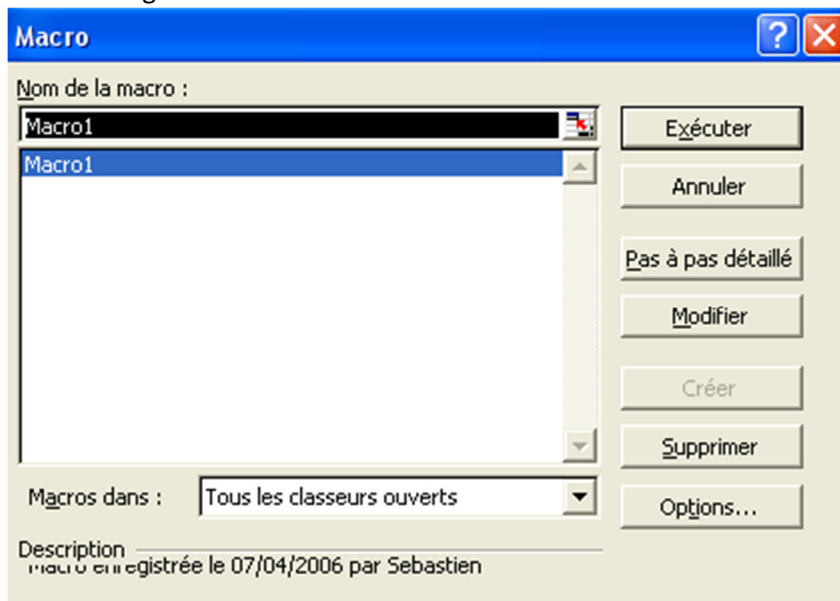 Macro
Nom de la macro :
Macro1
Macro1
Exécuter
Annuler
Pas à pas détaillé
Modifier
Créer
Supprimer
Options...
Macros dans :
Tous les classeurs ouverts
Description
Macro enregistrée le 07/04/2006 par Sebastien